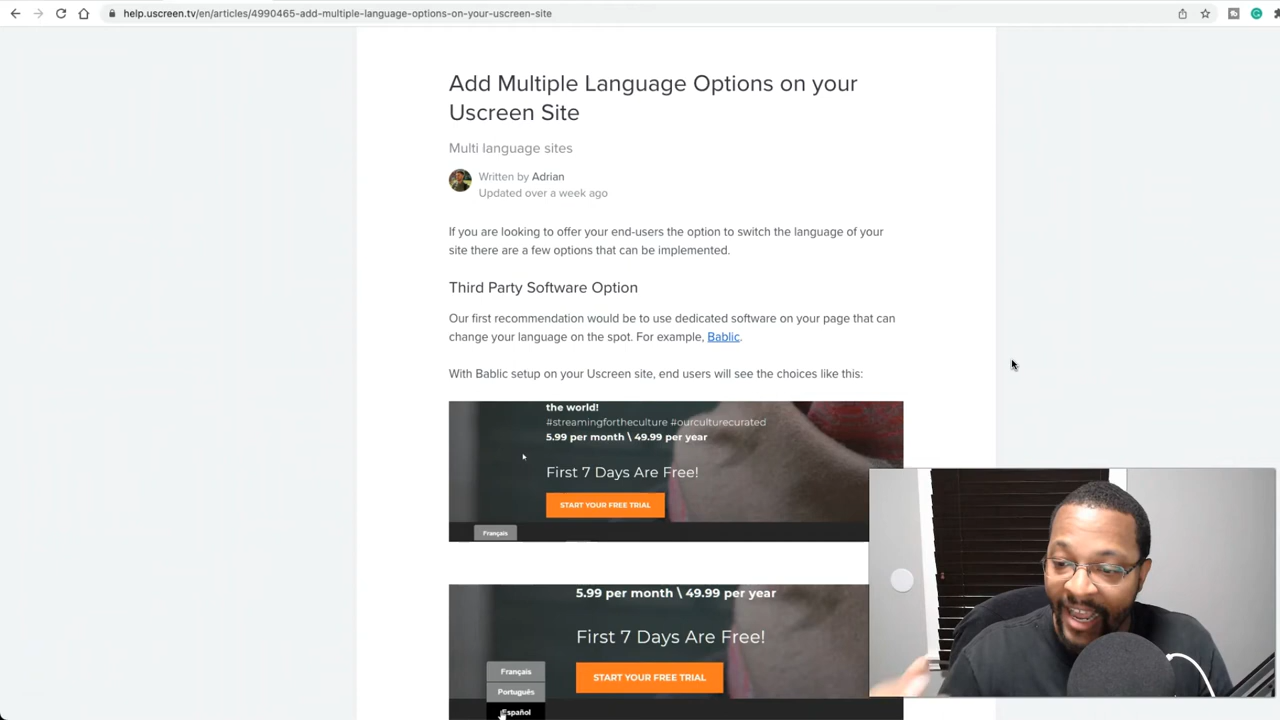 help.uscreen.tv/en/articles/4990465-add-multiple-language-options-on-your-uscreen-site
Add Multiple Language Options on your
Uscreen Site
Multi language sites
Written by Adrian
Updated over a week ago
If you are looking to offer your end-users the option to switch the language of your
site there are a few options that can be implemented.
Third Party Software Option
Our first recommendation would be to use dedicated software on your page that can
change your language on the spot. For example, Bablic.
With Bablic setup on your Uscreen site, end users will see the choices like this:
the world!
#streamingfortheculture #ourculturecurated
5.99 per month \ 49.99 per year
First 7 Days Are Free!
START YOUR FREE TRIAL
Français
5.99 per month \ 49.99 per year
First 7 Days Are Free!
START YOUR FREE TRIAL
Français
Português
Español